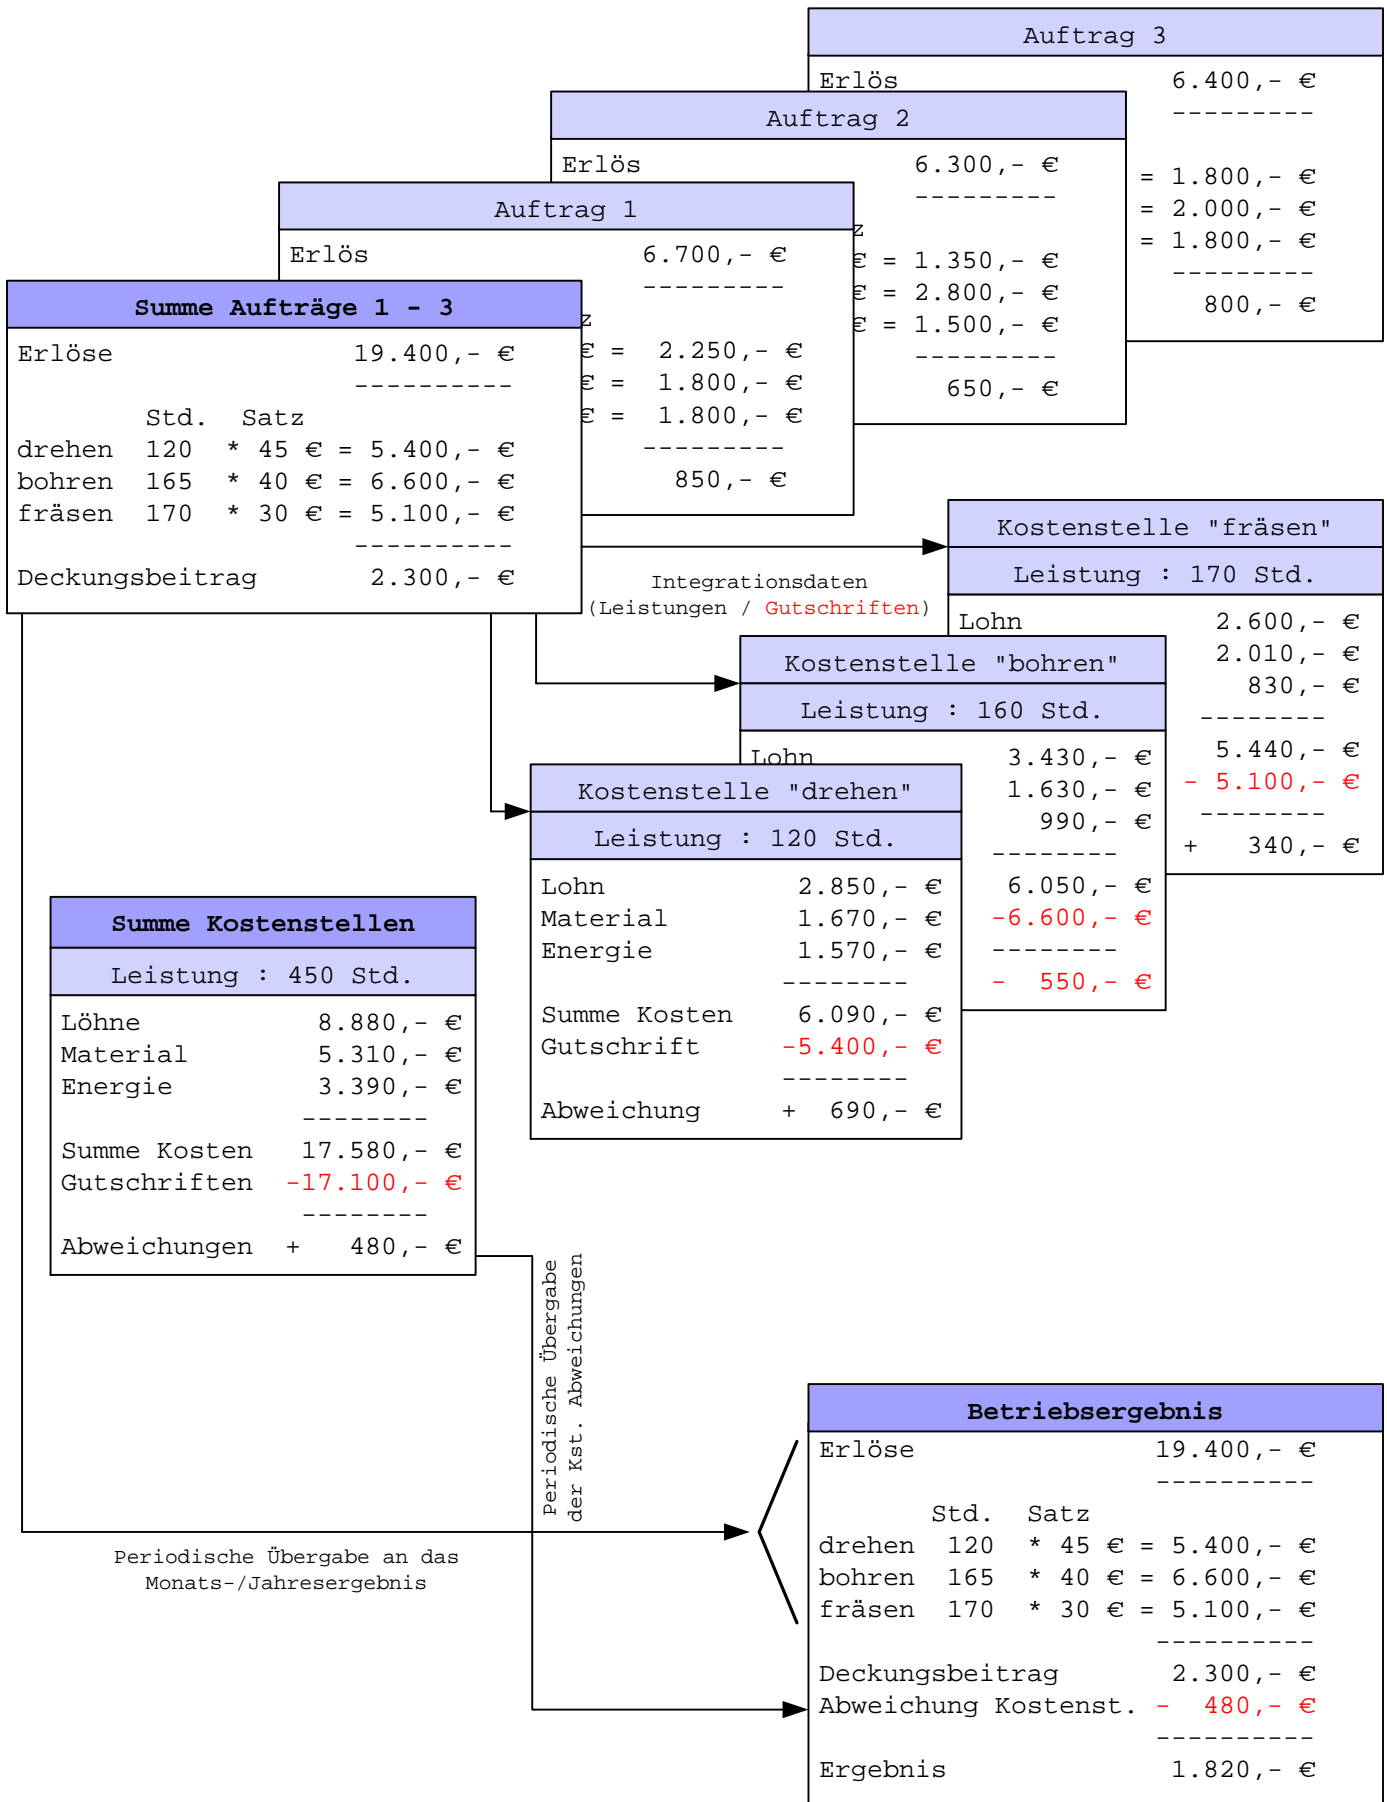 Auftrag 3
Erlös 6.400,- €
---------
= 1.800,- €
= 2.000,- €
= 1.800,- €
---------
800,- €
Auftrag 2
Erlös 6.300,- €
---------
z
€ = 1.350,- €
€ = 2.800,- €
€ = 1.500,- €
---------
650,- €
Auftrag 1
Erlös 6.700,- €
---------
z
€ = 2.250,- €
€ = 1.800,- €
€ = 1.800,- €
---------
850,- €
Summe Aufträge 1 - 3
Erlöse 19.400,- €
----------
Std. Satz
drehen 120 * 45 € = 5.400,- €
bohren 165 * 40 € = 6.600,- €
fräsen 170 * 30 € = 5.100,- €
----------
Deckungsbeitrag 2.300,- €
Integrationsdaten
(Leistungen / Gutschriften)
Kostenstelle "fräsen"
Leistung : 170 Std.
Lohn 2.600,- €
2.010,- €
830,- €
--------
5.440,- €
- 5.100,- €
--------
+ 340,- €
Kostenstelle "bohren"
Leistung : 160 Std.
Lohn 3.430,- €
1.630,- €
990,- €
--------
6.050,- €
-6.600,- €
--------
- 550,- €
Kostenstelle "drehen"
Leistung : 120 Std.
Lohn 2.850,- €
Material 1.670,- €
Energie 1.570,- €
--------
Summe Kosten 6.090,- €
Gutschrift -5.400,- €
--------
Abweichung + 690,- €
Summe Kostenstellen
Leistung : 450 Std.
Löhne 8.880,- €
Material 5.310,- €
Energie 3.390,- €
--------
Summe Kosten 17.580,- €
Gutschriften -17.100,- €
--------
Abweichungen + 480,- €
Periodische Übergabe
der Kst. Abweichungen
Periodische Übergabe an das
Monats-/Jahresergebnis
Betriebsergebnis
Erlöse 19.400,- €
----------
Std. Satz
drehen 120 * 45 € = 5.400,- €
bohren 165 * 40 € = 6.600,- €
fräsen 170 * 30 € = 5.100,- €
----------
Deckungsbeitrag 2.300,- €
Abweichung Kostenst. - 480,- €
----------
Ergebnis 1.820,- €